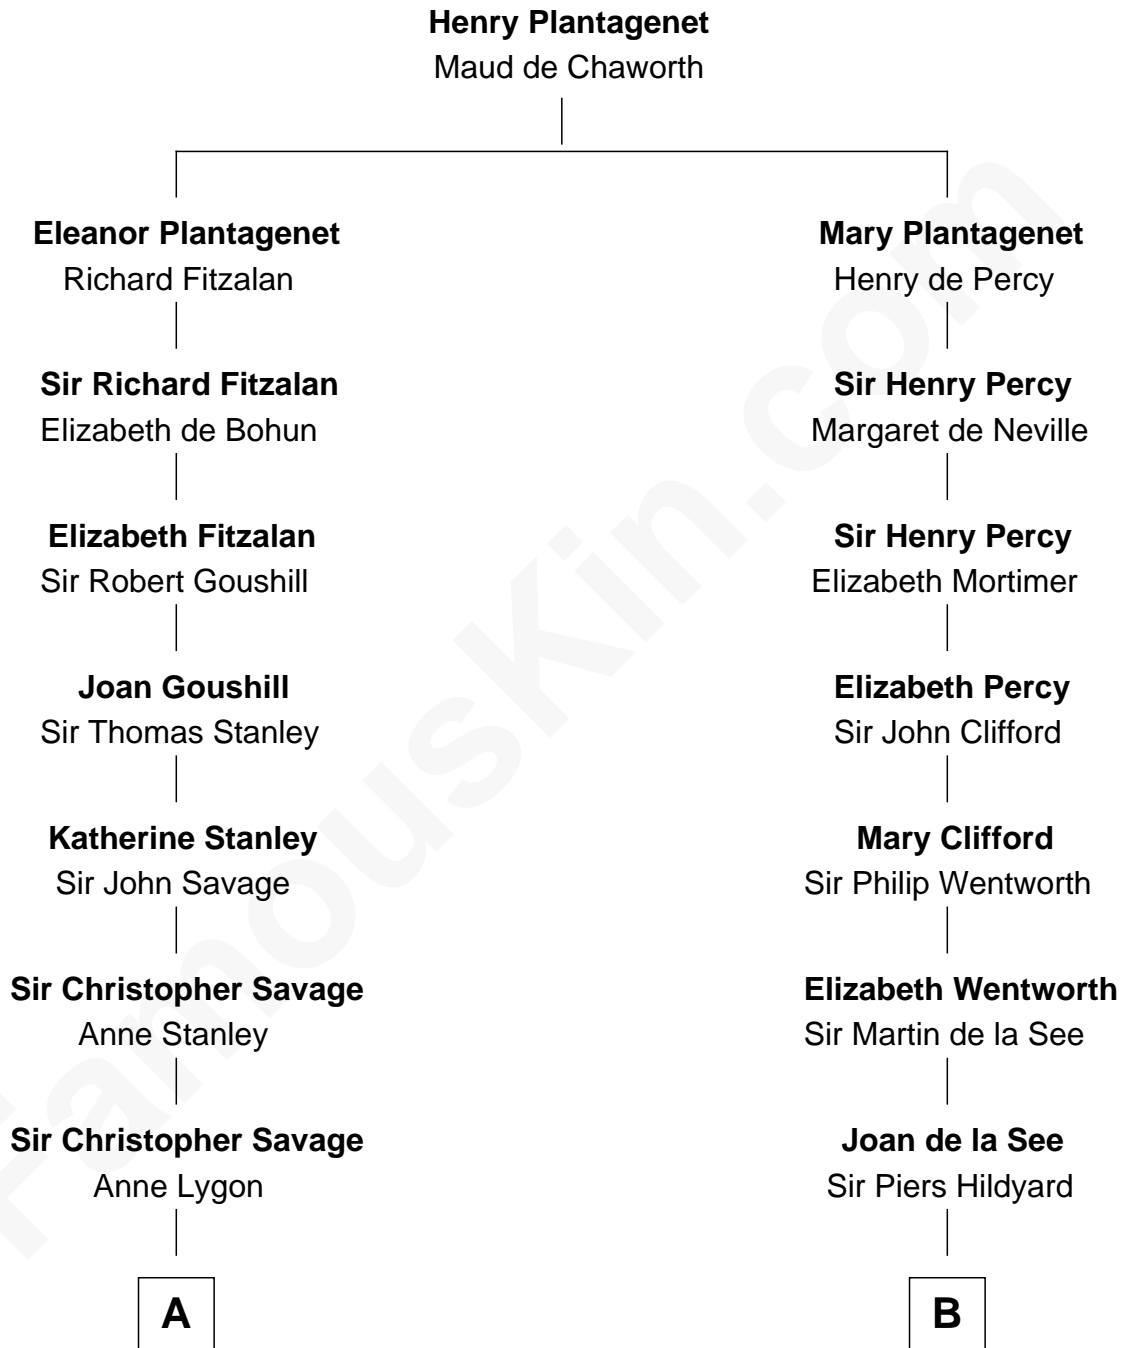 Henry Plantagenet
Maud de Chaworth
Eleanor Plantagenet
Richard Fitzalan
Mary Plantagenet
Henry de Percy
Sir Richard Fitzalan
Elizabeth de Bohun
Sir Henry Percy
Margaret de Neville
Elizabeth Fitzalan
Sir Robert Goushill
Sir Henry Percy
Elizabeth Mortimer
Joan Goushill
Sir Thomas Stanley
Elizabeth Percy
Sir John Clifford
Katherine Stanley
Sir John Savage
Mary Clifford
Sir Philip Wentworth
Sir Christopher Savage
Anne Stanley
Elizabeth Wentworth
Sir Martin de la See
Sir Christopher Savage
Anne Lygon
Joan de la See
Sir Piers Hildyard
A
B
FamousKin.com